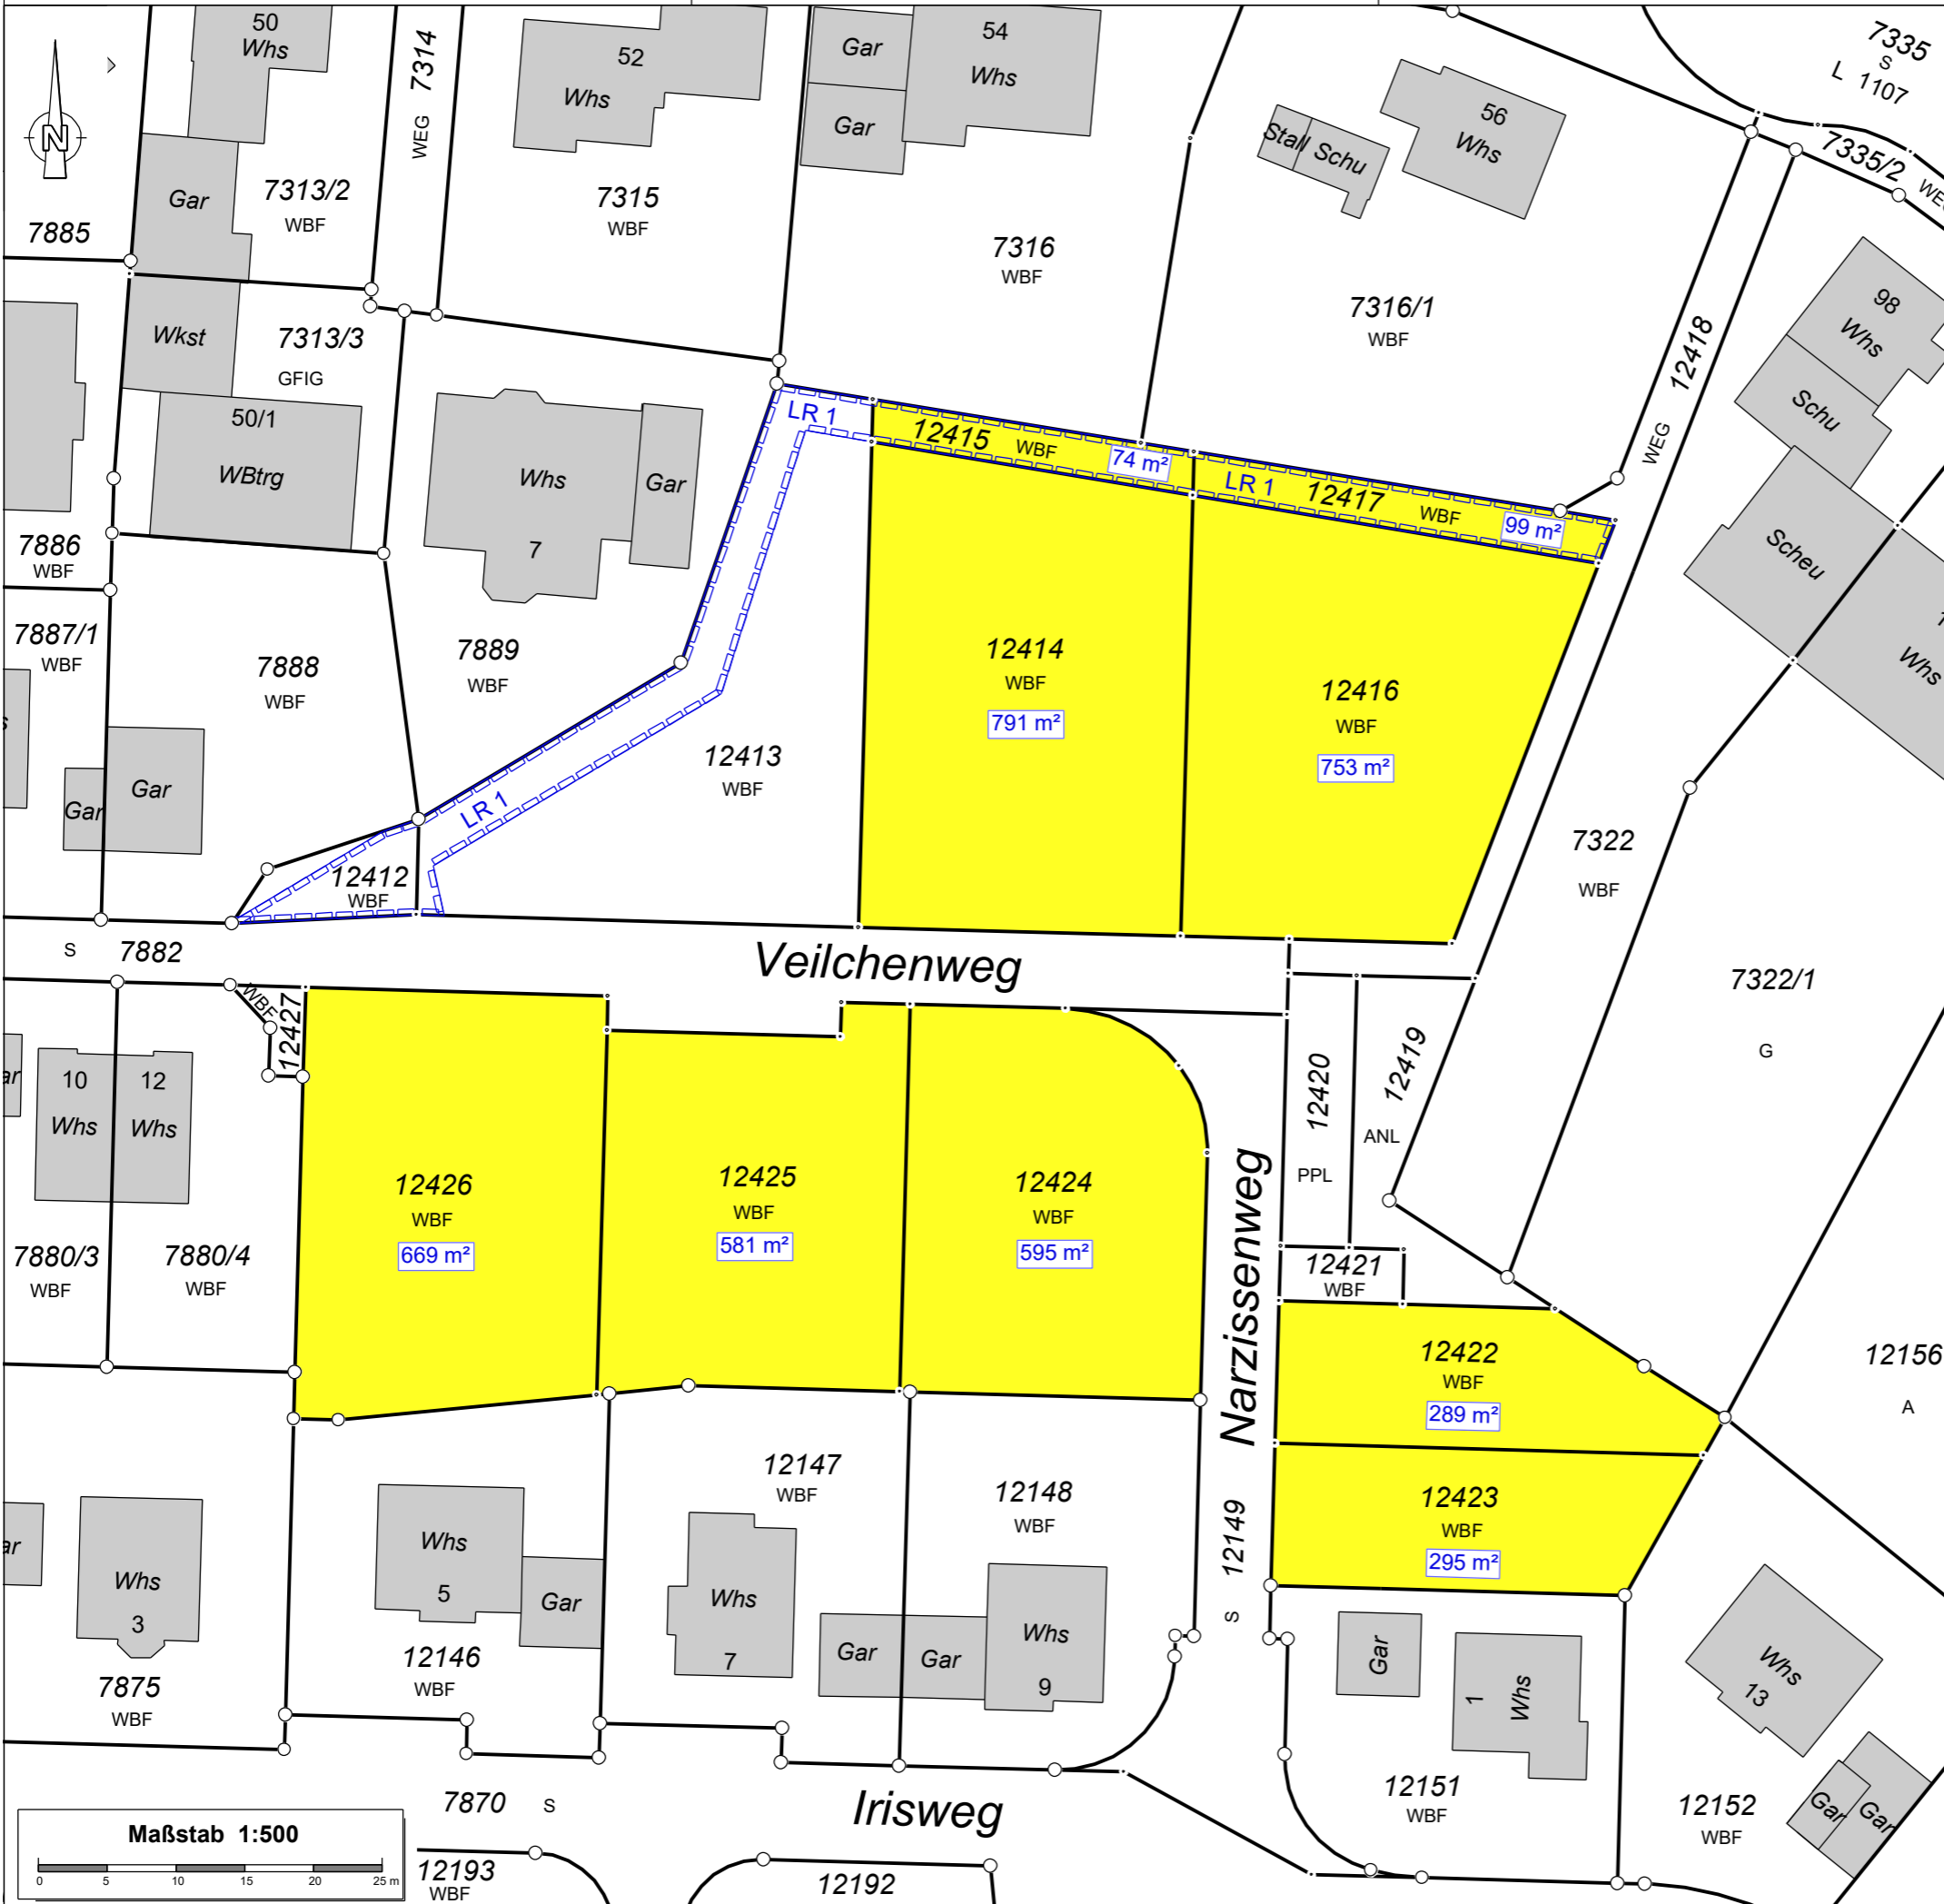 50
Whs
WEG 7314
52
Whs
Gar
54
Whs
Gar
56
Whs
Stall
Schu
7335
S
L 1107
7335/2
N
Gar
7313/2
WBF
7885
7315
WBF
7316
WBF
7316/1
WBF
WEG 12418
98
Whs
Schu
Wkst
7313/3
GFIG
50/1
WBtrg
Whs
7
Gar
LR 1
12415
WBF
74 m²
LR 1
12417
WBF
99 m²
Scheu
Whs
7886
WBF
7887/1
WBF
7888
WBF
7889
WBF
12414
WBF
791 m²
12416
WBF
753 m²
12413
WBF
Gar
Gar
LR 1
12412
WBF
7322
WBF
S
7882
Veilchenweg
7322/1
G
WBF
12427
10
Whs
12
Whs
12420
PPL
12419
ANL
12426
WBF
669 m²
12425
WBF
581 m²
12424
WBF
595 m²
Narzissenweg
7880/3
WBF
7880/4
WBF
12421
WBF
12422
WBF
289 m²
12156
A
12423
WBF
295 m²
12147
WBF
12148
WBF
S 12149
Whs
3
Whs
5
Gar
Whs
7
Gar
Gar
Whs
9
Gar
1
Whs
Whs
13
7875
WBF
12146
WBF
7870
S
Irisweg
12151
WBF
12152
WBF
Gar
Gar
Maßstab 1:500
0 5 10 15 20 25 m
12193
WBF
12192